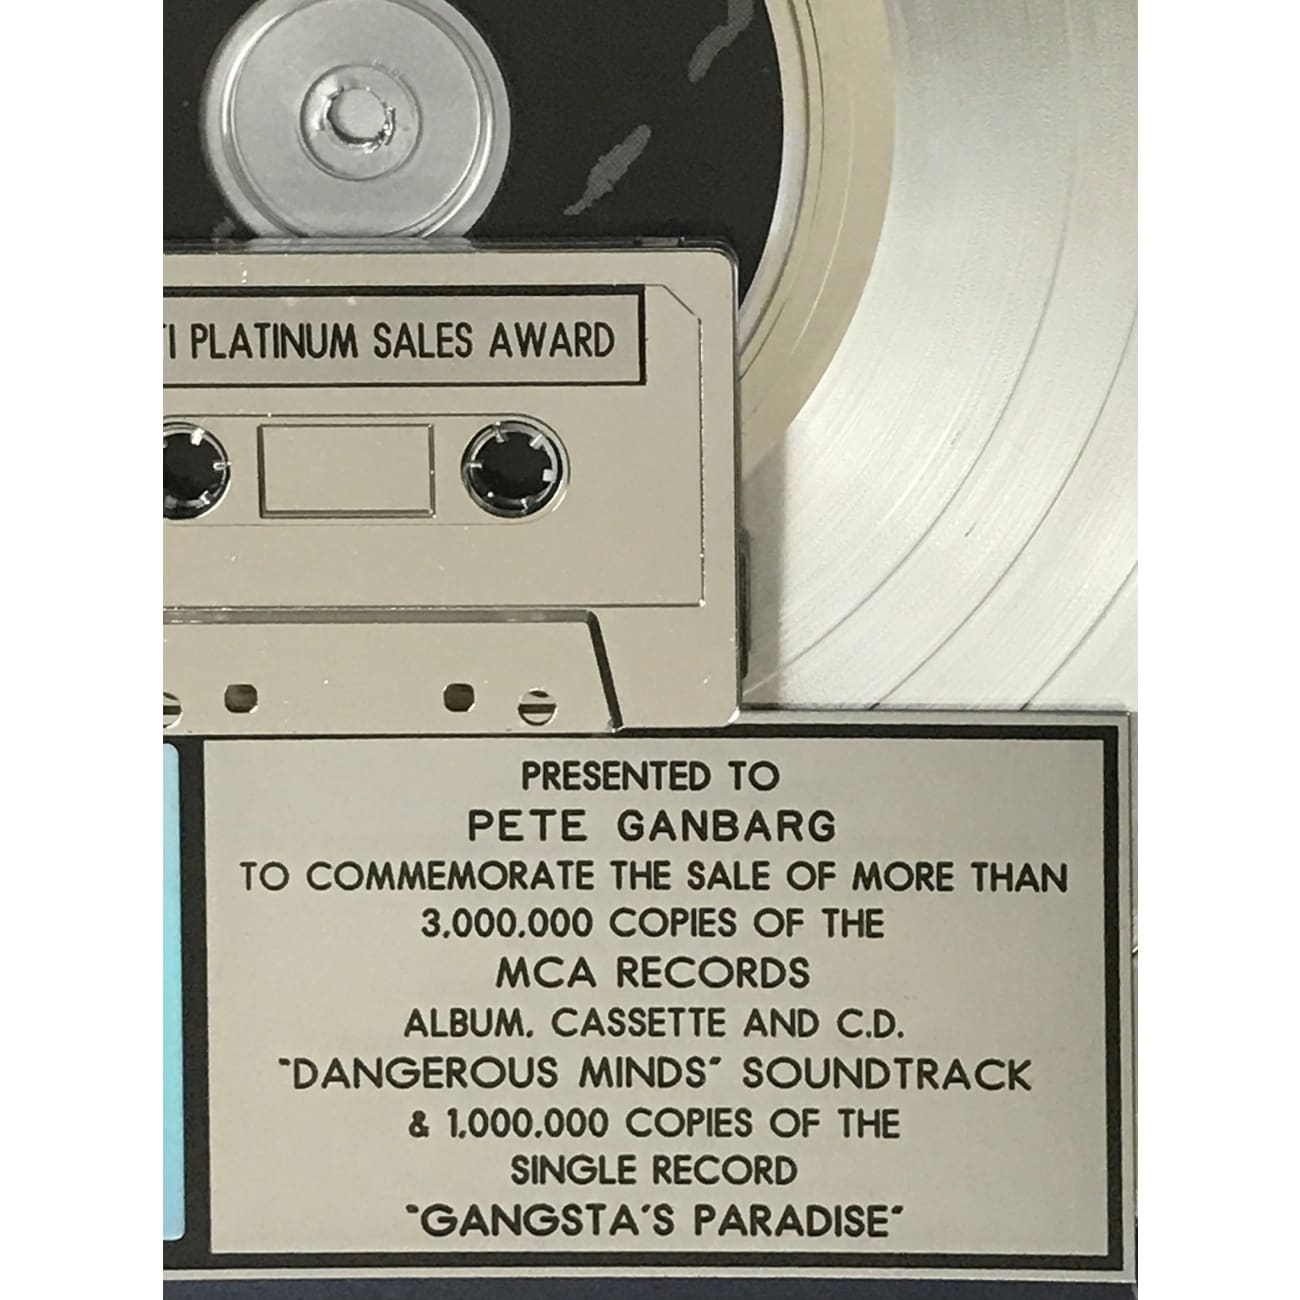 TI PLATINUM SALES AWARD
PRESENTED TO
PETE GANBARG
TO COMMEMORATE THE SALE OF MORE THAN
3,000,000 COPIES OF THE
MCA RECORDS
ALBUM, CASSETTE AND C.D.
"DANGEROUS MINDS" SOUNDTRACK
& 1,000,000 COPIES OF THE
SINGLE RECORD
"GANGSTA'S PARADISE"